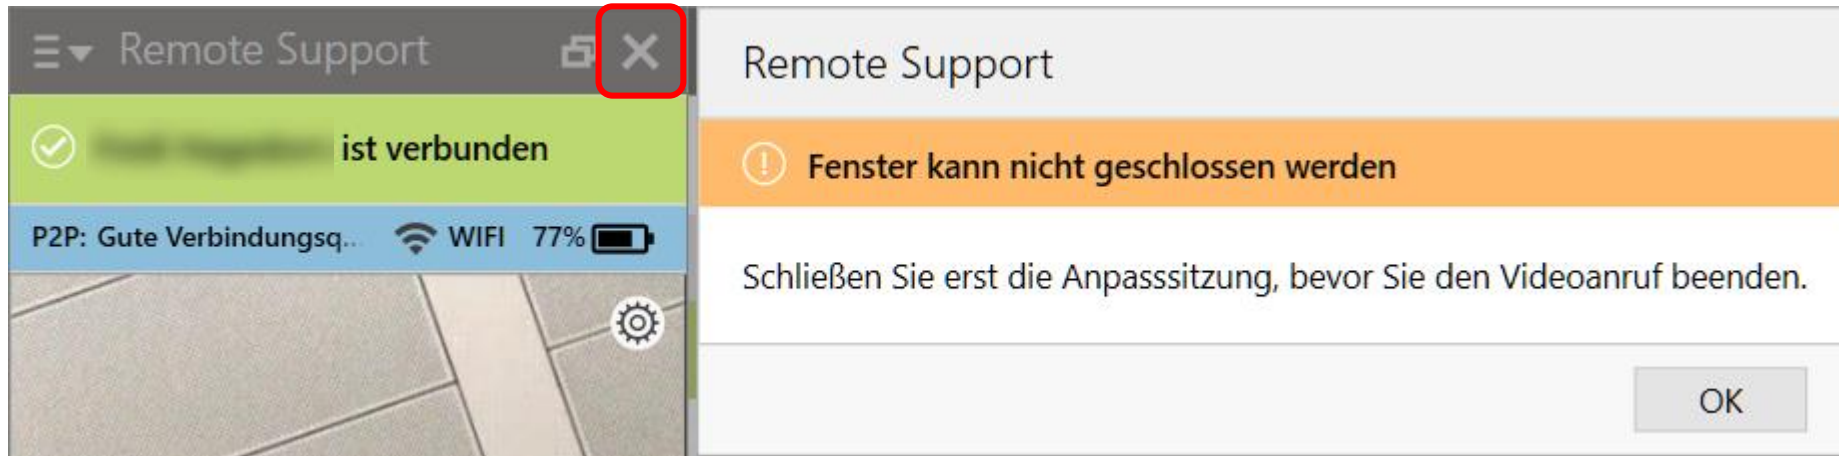 Remote Support
ist verbunden
P2P: Gute Verbindungsq...
WIFI 77%
Remote Support
Fenster kann nicht geschlossen werden
Schließen Sie erst die Anpasssitzung, bevor Sie den Videoanruf beenden.
OK